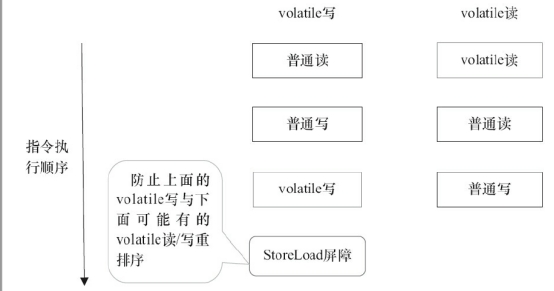 volatile写
volatile读
普通读
volatile读
普通写
普通读
指令执
行顺序
防止上面的
volatile写与下
面可能有的
volatile读/写重
排序
volatile写
普通写
StoreLoad屏障